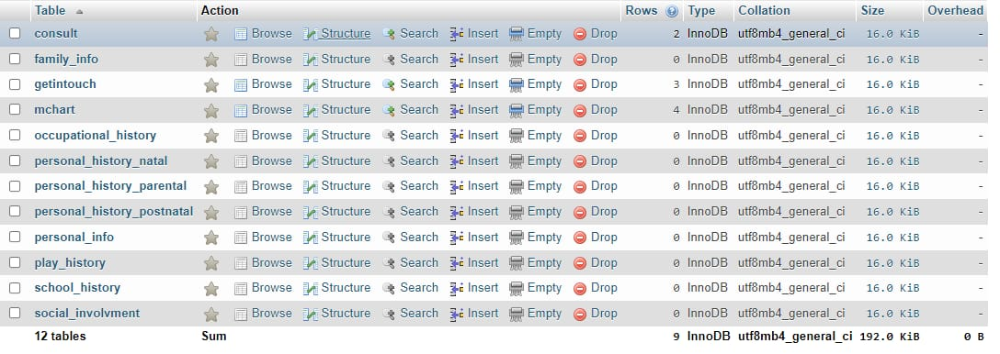 Table Action Rows Type Collation Size Overhead
consult Browse Structure Search Insert Empty Drop 2 InnoDB utf8mb4_general_ci 16.0 KiB -
family_info Browse Structure Search Insert Empty Drop 0 InnoDB utf8mb4_general_ci 16.0 KiB -
getintouch Browse Structure Search Insert Empty Drop 3 InnoDB utf8mb4_general_ci 16.0 KiB -
mchart Browse Structure Search Insert Empty Drop 4 InnoDB utf8mb4_general_ci 16.0 KiB -
occupational_history Browse Structure Search Insert Empty Drop 0 InnoDB utf8mb4_general_ci 16.0 KiB -
personal_history_natal Browse Structure Search Insert Empty Drop 0 InnoDB utf8mb4_general_ci 16.0 KiB -
personal_history_parental Browse Structure Search Insert Empty Drop 0 InnoDB utf8mb4_general_ci 16.0 KiB -
personal_history_postnatal Browse Structure Search Insert Empty Drop 0 InnoDB utf8mb4_general_ci 16.0 KiB -
personal_info Browse Structure Search Insert Empty Drop 0 InnoDB utf8mb4_general_ci 16.0 KiB -
play_history Browse Structure Search Insert Empty Drop 0 InnoDB utf8mb4_general_ci 16.0 KiB -
school_history Browse Structure Search Insert Empty Drop 0 InnoDB utf8mb4_general_ci 16.0 KiB -
social_involvment Browse Structure Search Insert Empty Drop 0 InnoDB utf8mb4_general_ci 16.0 KiB -
12 tables Sum 9 InnoDB utf8mb4_general_ci 192.0 KiB 0 B